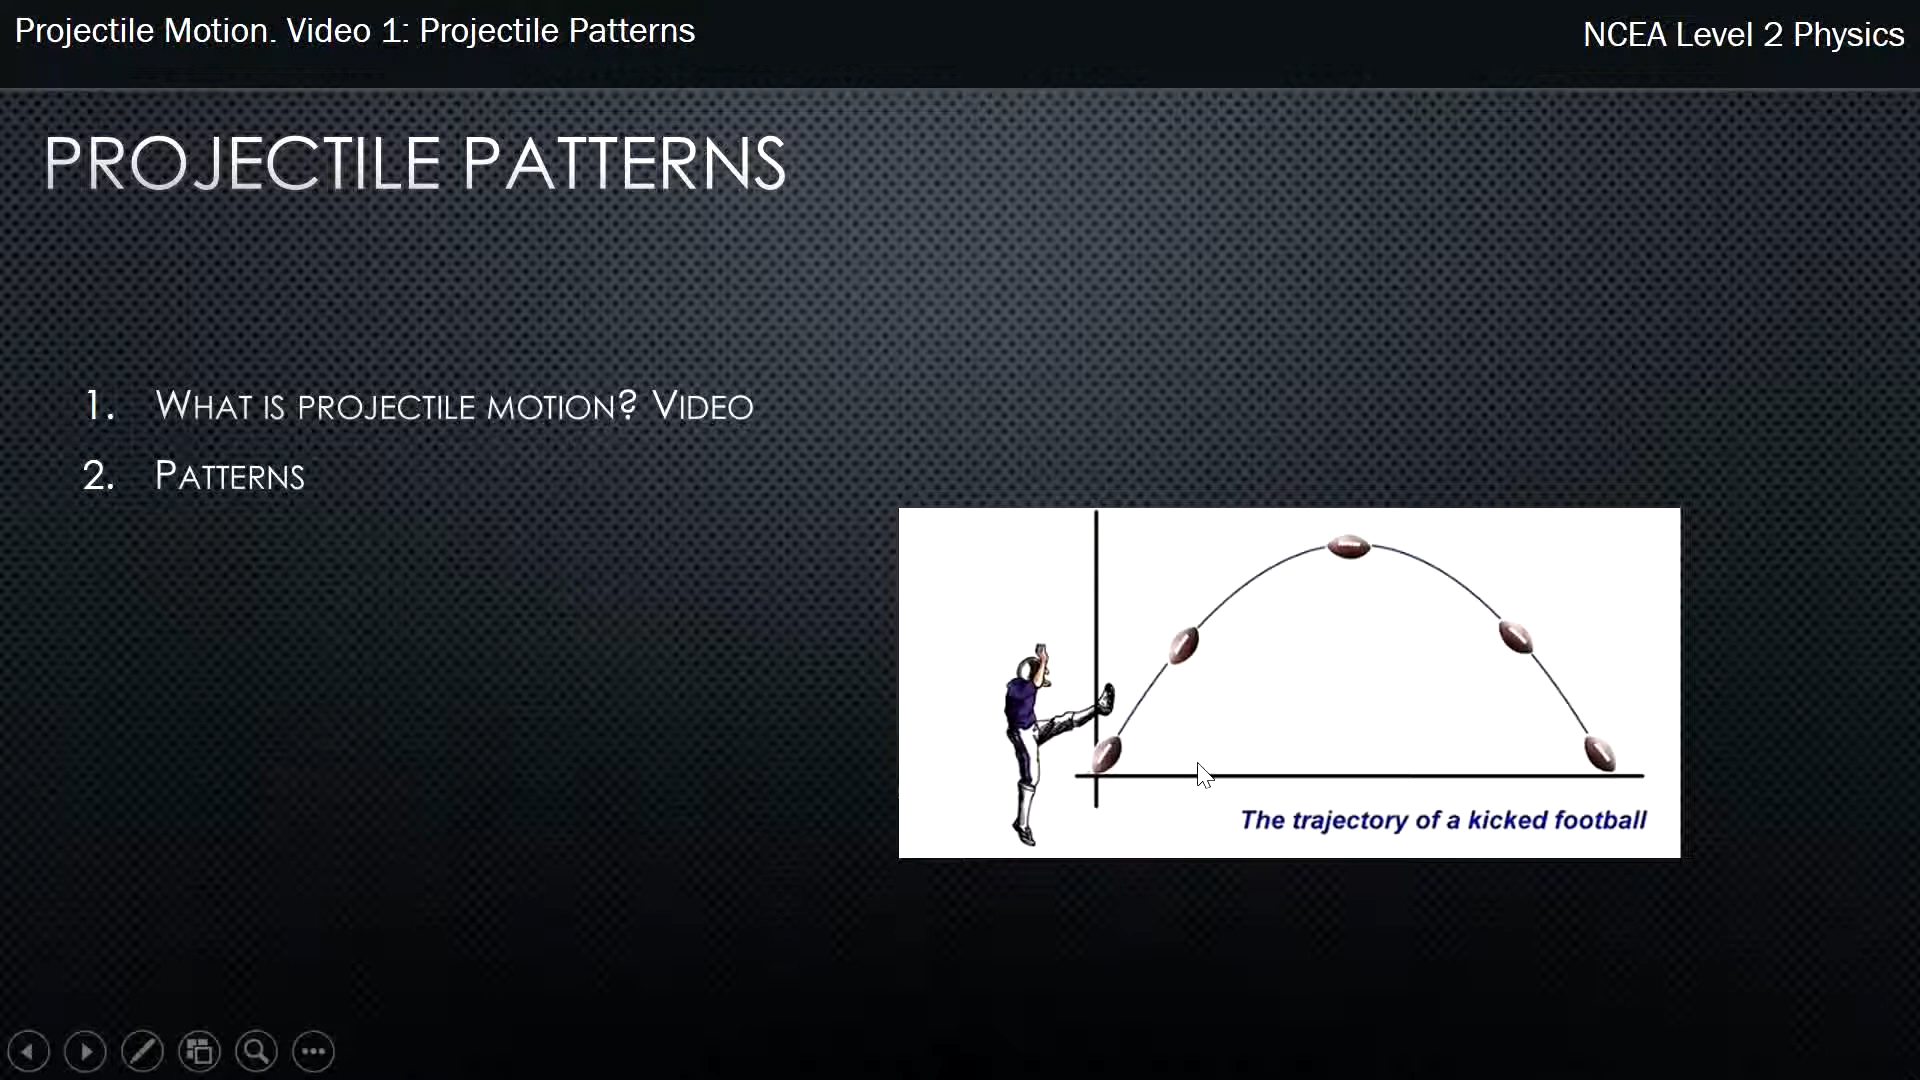 Projectile Motion. Video 1: Projectile Patterns
NCEA Level 2 Physics
PROJECTILE PATTERNS
1. WHAT IS PROJECTILE MOTION? VIDEO
2. PATTERNS
The trajectory of a kicked football